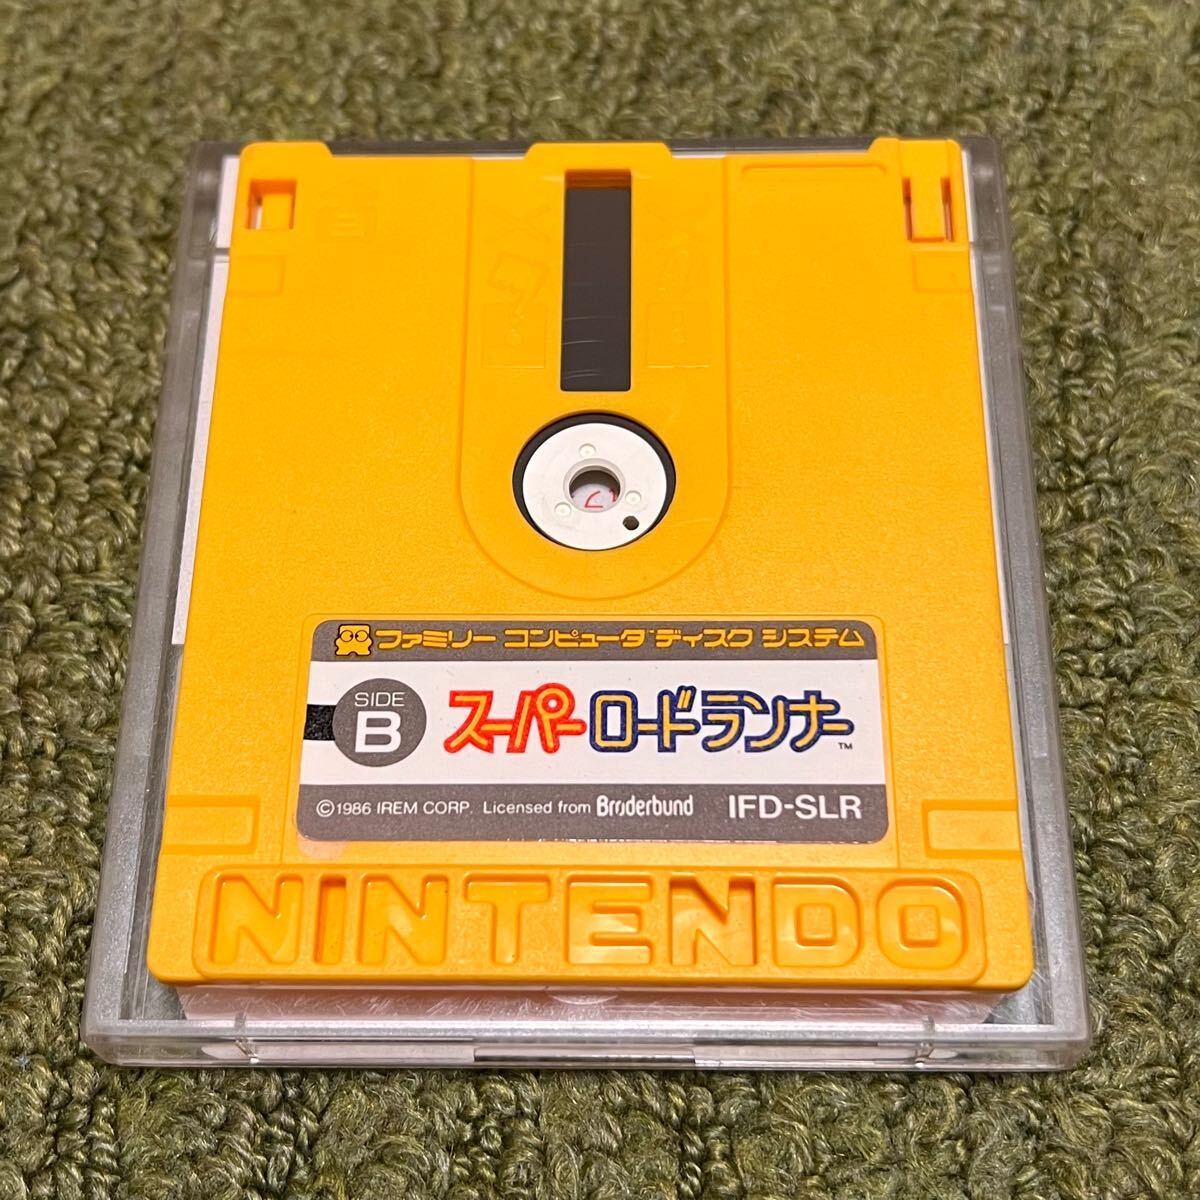 ファミリー コンピュータ™ ディスク システム
SIDE
B
スーパー ロードランナー™
©1986 IREM CORP. Licensed from Brøderbund IFD-SLR
NINTENDO